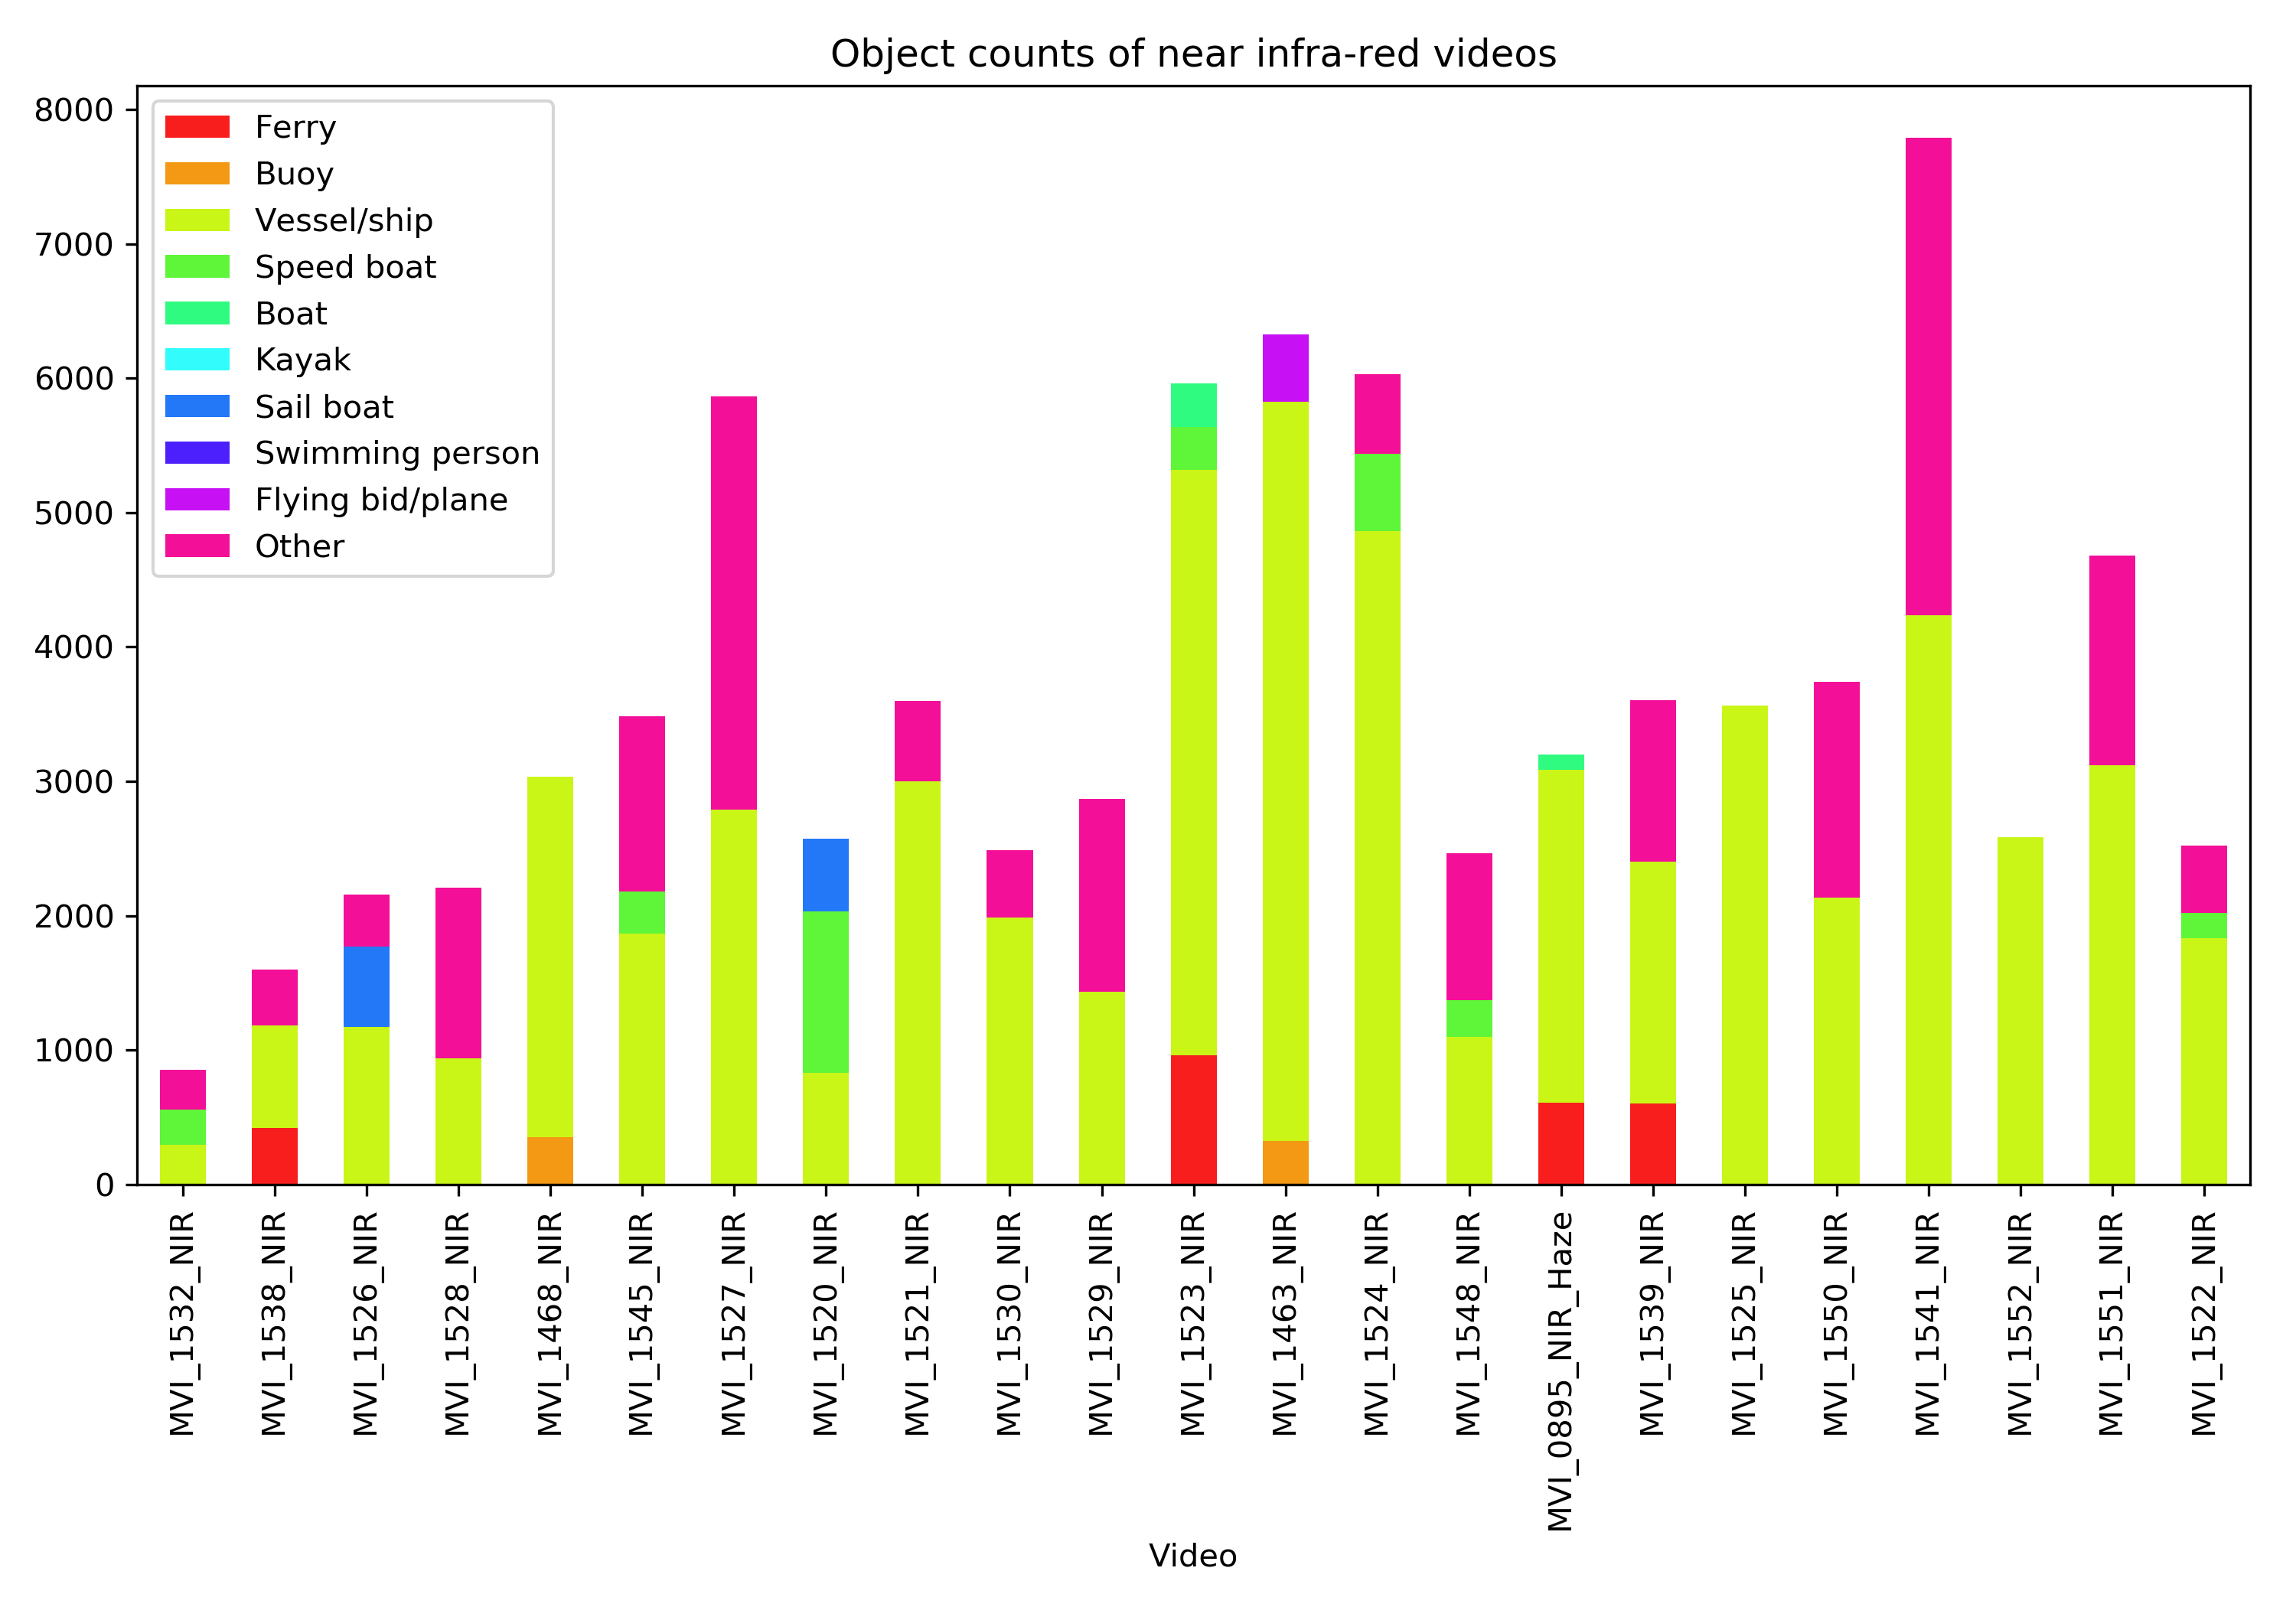 Object counts of near infra-red videos
8000
7000
6000
5000
4000
3000
2000
1000
0
Ferry
Buoy
Vessel/ship
Speed boat
Boat
Kayak
Sail boat
Swimming person
Flying bid/plane
Other
MVI_1532_NIR
MVI_1538_NIR
MVI_1526_NIR
MVI_1528_NIR
MVI_1468_NIR
MVI_1545_NIR
MVI_1527_NIR
MVI_1520_NIR
MVI_1521_NIR
MVI_1530_NIR
MVI_1529_NIR
MVI_1523_NIR
MVI_1463_NIR
MVI_1524_NIR
MVI_1548_NIR
MVI_0895_NIR_Haze
MVI_1539_NIR
MVI_1525_NIR
MVI_1550_NIR
MVI_1541_NIR
MVI_1552_NIR
MVI_1551_NIR
MVI_1522_NIR
Video